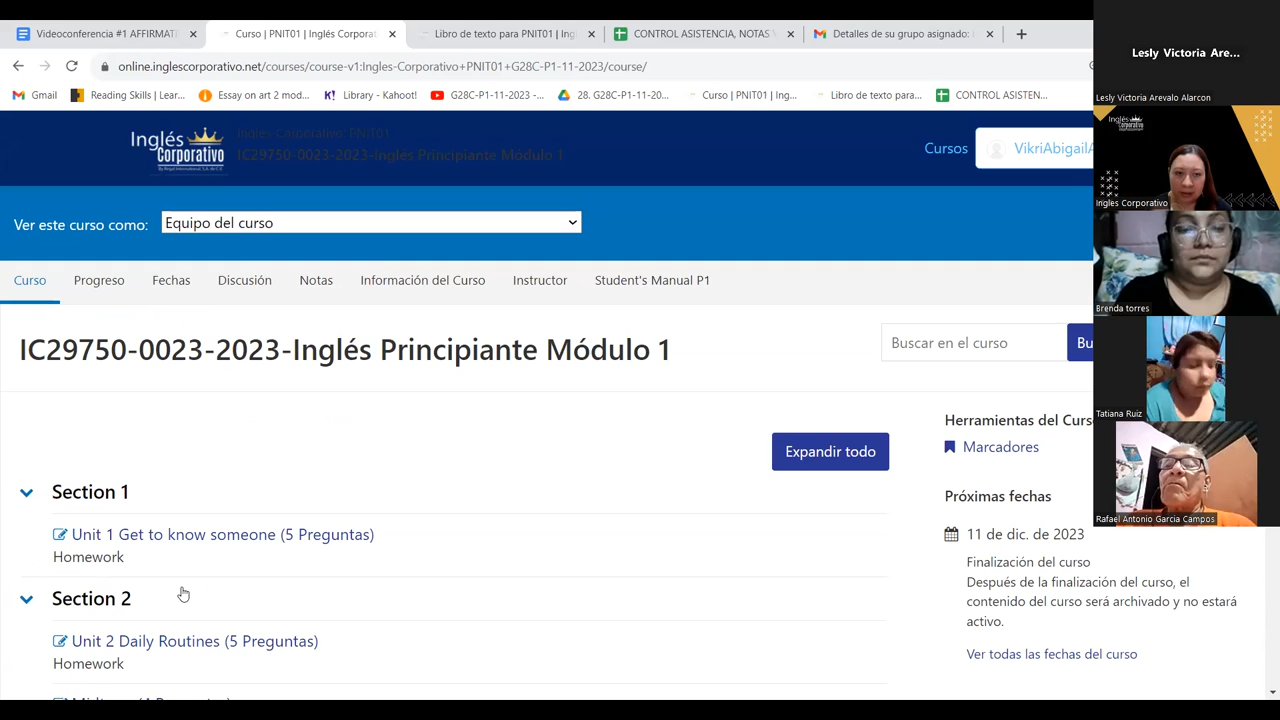 Videoconferencia #1 AFFIRMATI
Curso | PNIT01 | Inglés Corporat
Libro de texto para PNIT01 | Ing
CONTROL ASISTENCIA, NOTAS Y
Detalles de su grupo asignado:
online.inglescorporativo.net/courses/course-v1:Ingles-Corporativo+PNIT01+G28C-P1-11-2023/course/
Gmail
Reading Skills | Lear...
Essay on art 2 mod...
Library - Kahoot!
G28C-P1-11-2023 -...
28. G28C-P1-11-20...
Curso | PNIT01 | Ing...
Libro de texto para...
CONTROL ASISTEN...
Inglés
Corporativo
Ingles-Corporativo: PNIT01
IC29750-0023-2023-Inglés Principiante Módulo 1
Cursos
VikriAbigailA
Ver este curso como:
Equipo del curso
Curso
Progreso
Fechas
Discusión
Notas
Información del Curso
Instructor
Student's Manual P1
IC29750-0023-2023-Inglés Principiante Módulo 1
Buscar en el curso
Bu
Expandir todo
Section 1
Unit 1 Get to know someone (5 Preguntas)
Homework
Section 2
Unit 2 Daily Routines (5 Preguntas)
Homework
Herramientas del Curs
Marcadores
Próximas fechas
11 de dic. de 2023
Finalización del curso
Después de la finalización del curso, el
contenido del curso será archivado y no estará
activo.
Ver todas las fechas del curso
Lesly Victoria Are...
Lesly Victoria Arevalo Alarcon
Inglés
Corporativo
Ingles Corporativo
Brenda torres
Tatiana Ruiz
Rafael Antonio Garcia Campos